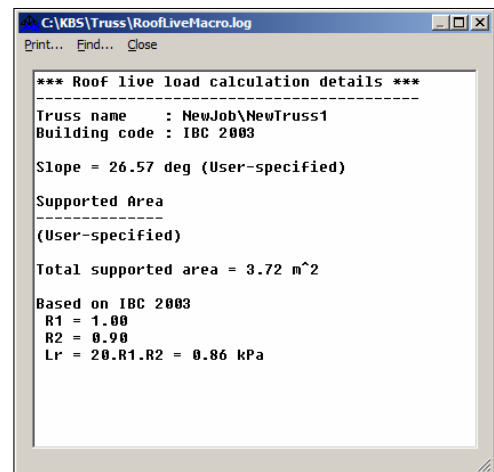 C:\KBS\Truss\RoofLiveMacro.log
Print... Find... Close
*** Roof live load calculation details ***
--------------------------------------------
Truss name    : NewJob\NewTruss1
Building code : IBC 2003
Slope = 26.57 deg (User-specified)
Supported Area
--------------
(User-specified)
Total supported area = 3.72 m^2
Based on IBC 2003
R1 = 1.00
R2 = 0.90
Lr = 20.R1.R2 = 0.86 kPa